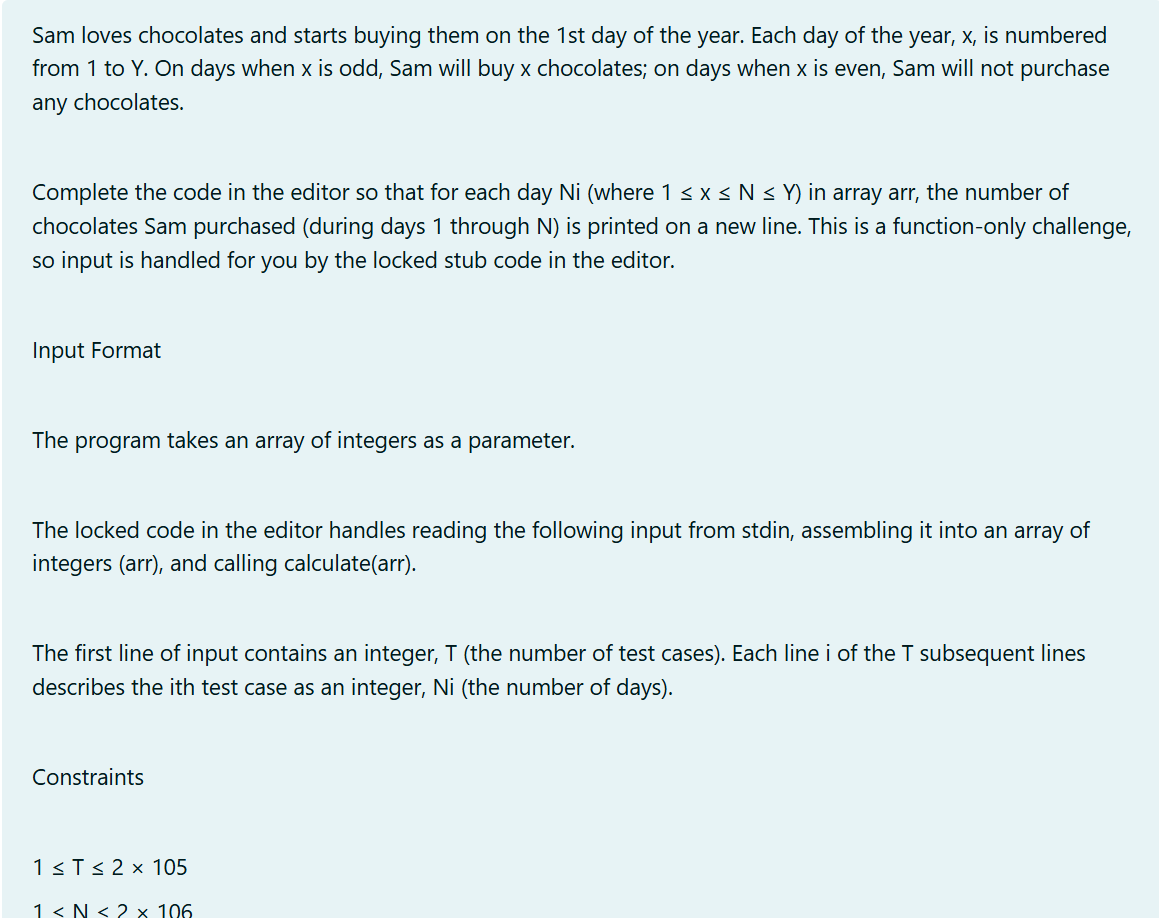 Sam loves chocolates and starts buying them on the 1st day of the year. Each day of the year, x, is numbered
from 1 to Y. On days when x is odd, Sam will buy x chocolates; on days when x is even, Sam will not purchase
any chocolates.
Complete the code in the editor so that for each day Ni (where 1 ≤ x ≤ N ≤ Y) in array arr, the number of
chocolates Sam purchased (during days 1 through N) is printed on a new line. This is a function-only challenge,
so input is handled for you by the locked stub code in the editor.
Input Format
The program takes an array of integers as a parameter.
The locked code in the editor handles reading the following input from stdin, assembling it into an array of
integers (arr), and calling calculate(arr).
The first line of input contains an integer, T (the number of test cases). Each line i of the T subsequent lines
describes the ith test case as an integer, Ni (the number of days).
Constraints
1 ≤ T ≤ 2 × 105
1 ≤ N ≤ 2 × 106